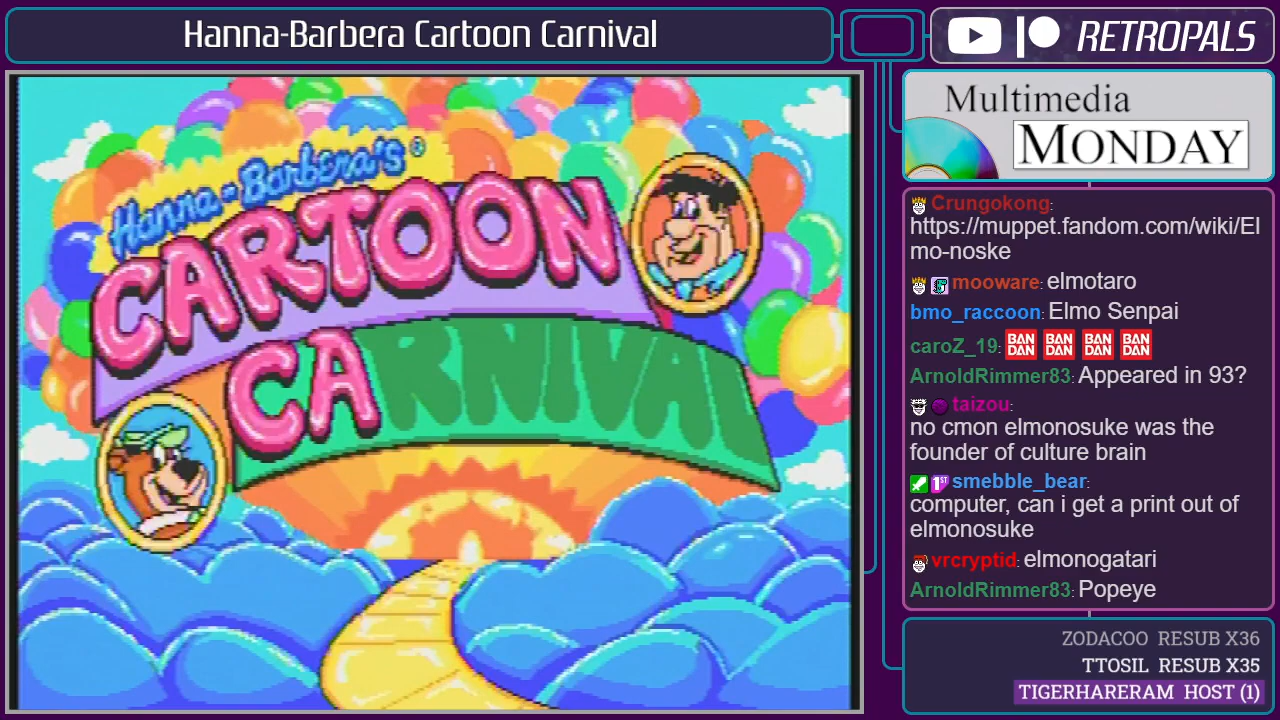 Hanna-Barbera Cartoon Carnival
RETROPALS
Hanna-Barbera's®
CARTOON
CARNIVAL
Multimedia
MONDAY
Crungokong:
https://muppet.fandom.com/wiki/El
mo-noske
mooware: elmotaro
bmo_raccoon: Elmo Senpai
caroZ_19: BAN DAN BAN DAN BAN DAN BAN DAN
ArnoldRimmer83: Appeared in 93?
taizou:
no cmon elmonosuke was the
founder of culture brain
1ST smebble_bear:
computer, can i get a print out of
elmonosuke
vrcryptid: elmonogatari
ArnoldRimmer83: Popeye
ZODACOO RESUB X36
TTOSIL RESUB X35
TIGERHARERAM HOST (1)